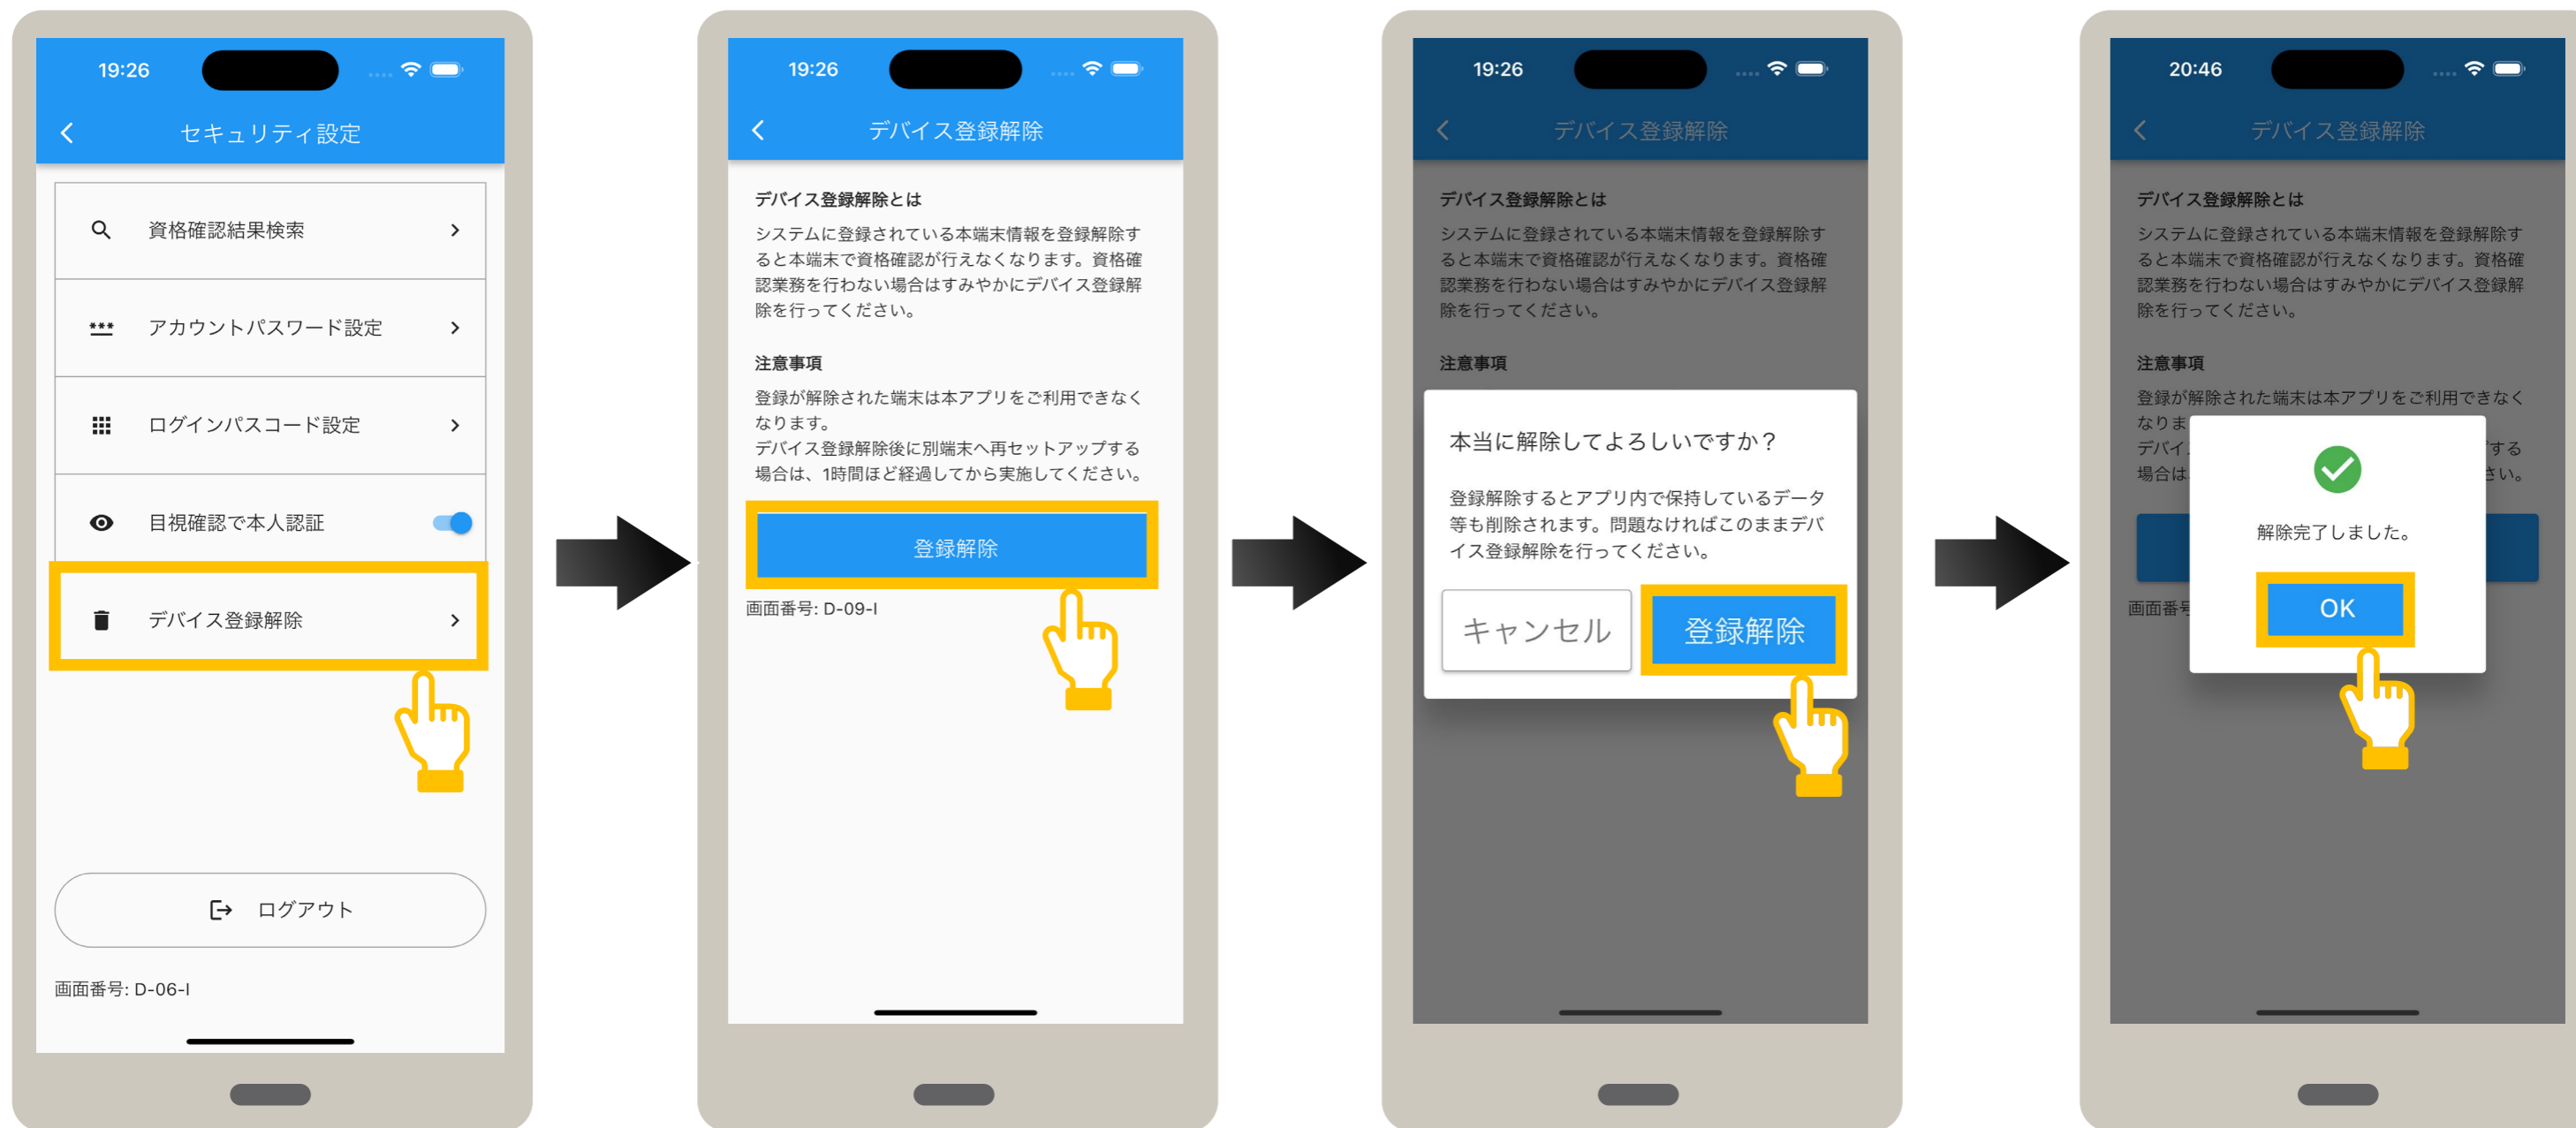 19:26
セキュリティ設定
資格確認結果検索
***
アカウントパスワード設定
ログインパスコード設定
目視確認で本人認証
デバイス登録解除
ログアウト
画面番号: D-06-I
19:26
デバイス登録解除
デバイス登録解除とは
システムに登録されている本端末情報を登録解除す
ると本端末で資格確認が行えなくなります。資格確
認業務を行わない場合はすみやかにデバイス登録解
除を行ってください。
注意事項
登録が解除された端末は本アプリをご利用できなく
なります。
デバイス登録解除後に別端末へ再セットアップする
場合は、1時間ほど経過してから実施してください。
登録解除
画面番号: D-09-I
19:26
デバイス登録解除
デバイス登録解除とは
システムに登録されている本端末情報を登録解除す
ると本端末で資格確認が行えなくなります。資格確
認業務を行わない場合はすみやかにデバイス登録解
除を行ってください。
注意事項
本当に解除してよろしいですか？
登録解除するとアプリ内で保持しているデータ
等も削除されます。問題なければこのままデバ
イス登録解除を行ってください。
キャンセル
登録解除
20:46
デバイス登録解除
デバイス登録解除とは
システムに登録されている本端末情報を登録解除す
ると本端末で資格確認が行えなくなります。資格確
認業務を行わない場合はすみやかにデバイス登録解
除を行ってください。
注意事項
登録が解除された端末は本アプリをご利用できなく
なりま
デバイ
する
場合は
さい。
解除完了しました。
OK
画面番号